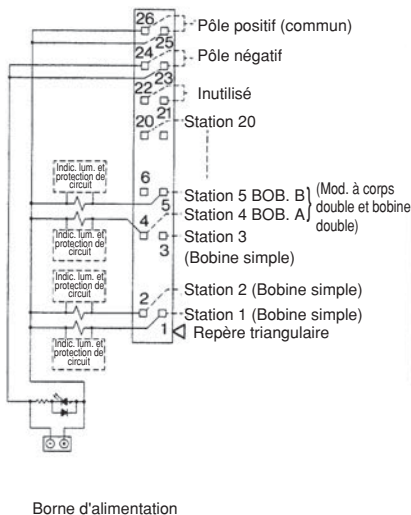 26
Pôle positif (commun)
25
24
Pôle négatif
23
22
Inutilisé
21
20
Station 20
Indic. lum. et
protection de
circuit
6
5
Station 5 BOB. B
(Mod. à corps
double et bobine
double)
4
Station 4 BOB. A
Indic. lum. et
protection de
circuit
3
Station 3
(Bobine simple)
Indic. lum. et
protection de
circuit
2
Station 2 (Bobine simple)
Station 1 (Bobine simple)
1
Repère triangulaire
Indic. lum. et
protection de
circuit
Borne d'alimentation